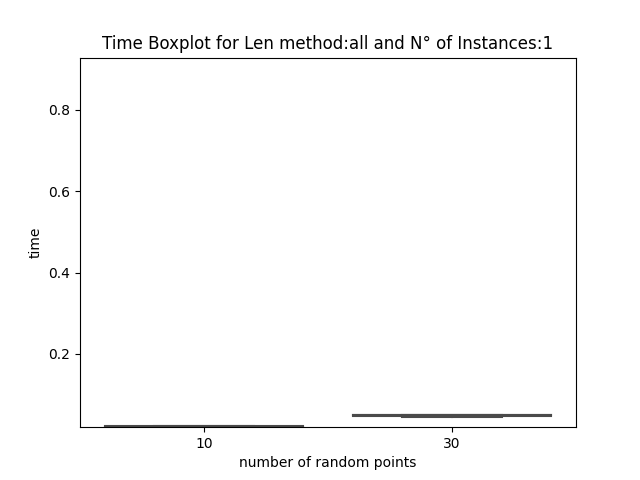 Time Boxplot for Len method:all and N° of Instances:1
0.8
0.6
0.4
0.2
time
10 30
number of random points